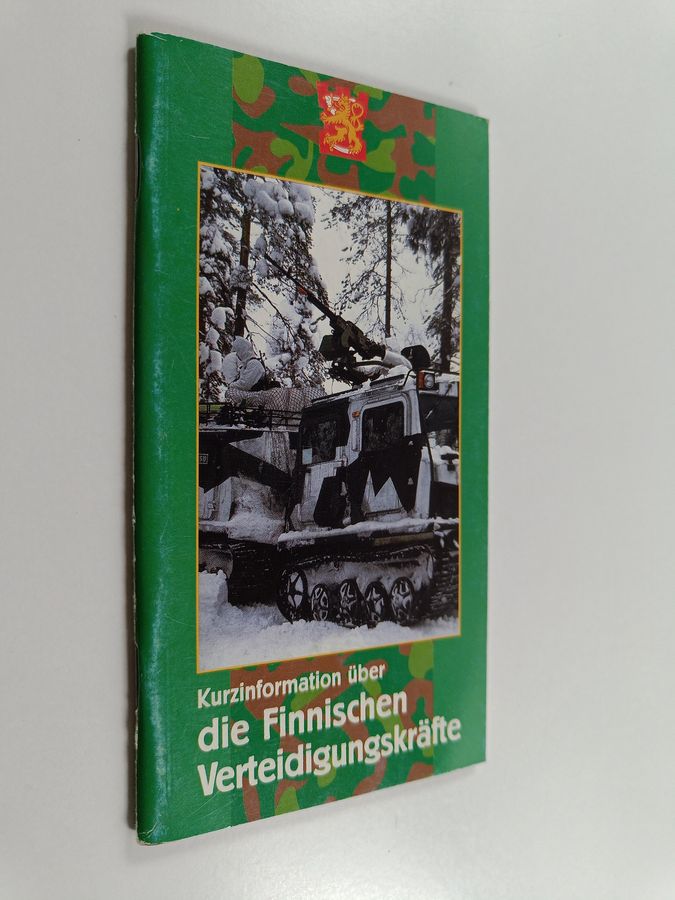 Kurzinformation über
die Finnischen
Verteidigungskräfte